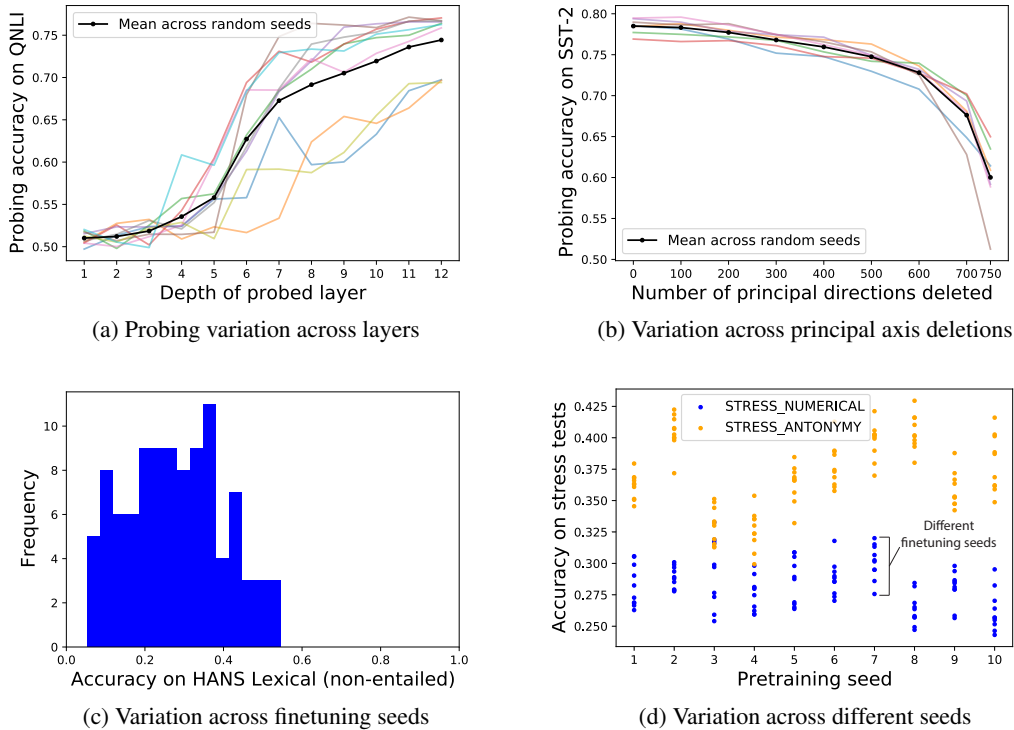 Mean across random seeds
Probing accuracy on QNLI
0.75
0.70
0.65
0.60
0.55
0.50
1 2 3 4 5 6 7 8 9 10 11 12
Depth of probed layer
(a) Probing variation across layers
Probing accuracy on SST-2
0.80
0.75
0.70
0.65
0.60
0.55
0.50
Mean across random seeds
0 100 200 300 400 500 600 700 750
Number of principal directions deleted
(b) Variation across principal axis deletions
Frequency
10
8
6
4
2
0
0.0 0.2 0.4 0.6 0.8 1.0
Accuracy on HANS Lexical (non-entailed)
(c) Variation across finetuning seeds
Accuracy on stress tests
0.425
0.400
0.375
0.350
0.325
0.300
0.275
0.250
STRESS_NUMERICAL
STRESS_ANTONYMY
Different
finetuning seeds
1 2 3 4 5 6 7 8 9 10
Pretraining seed
(d) Variation across different seeds